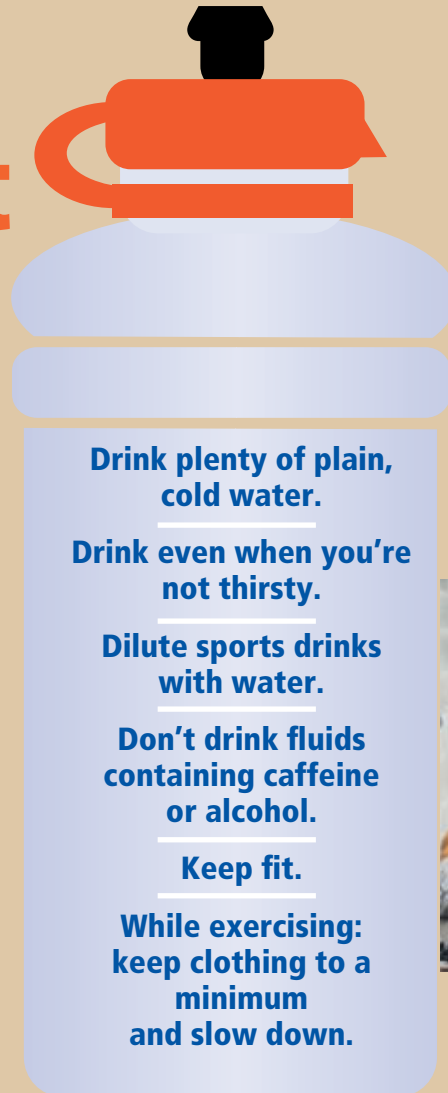 Drink plenty of plain,
cold water.
Drink even when you're
not thirsty.
Dilute sports drinks
with water.
Don't drink fluids
containing caffeine
or alcohol.
Keep fit.
While exercising:
keep clothing to a
minimum
and slow down.